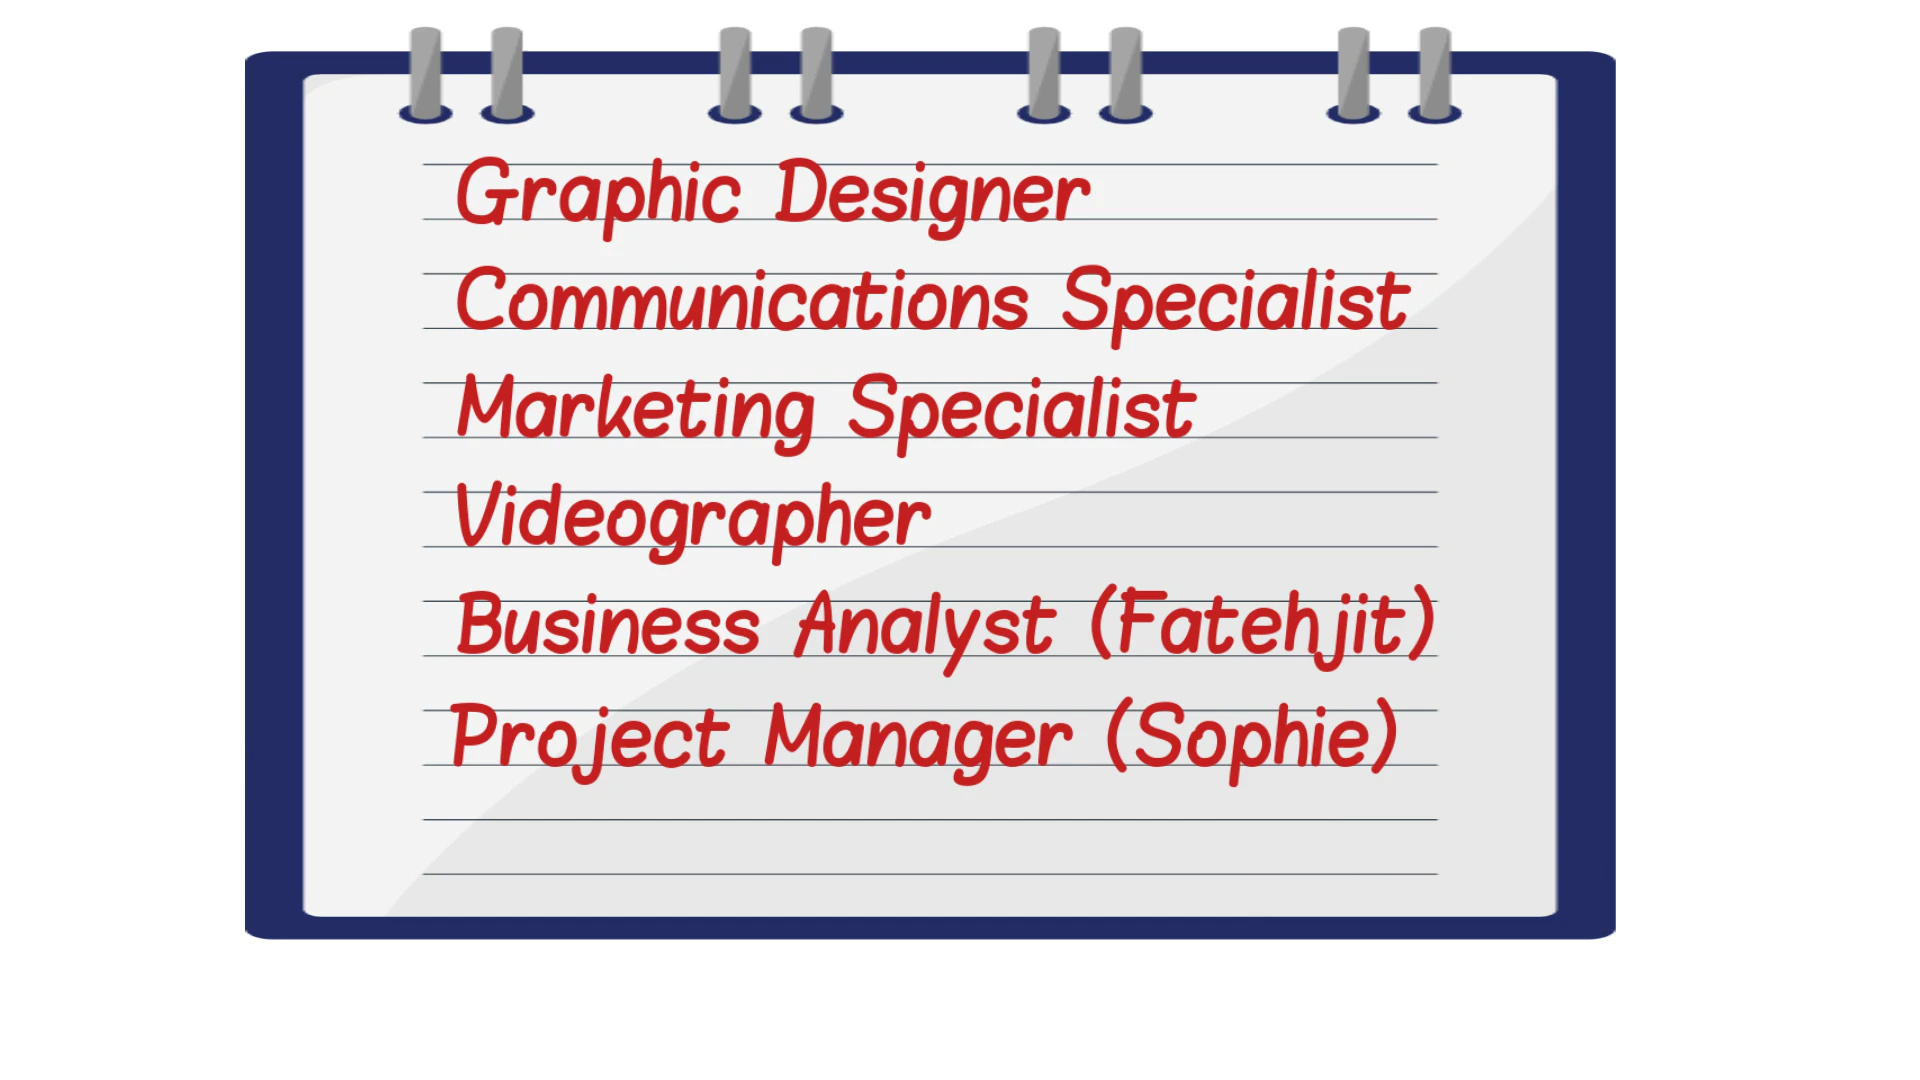 Graphic Designer
Communications Specialist
Marketing Specialist
Videographer
Business Analyst (Fatehjit)
Project Manager (Sophie)